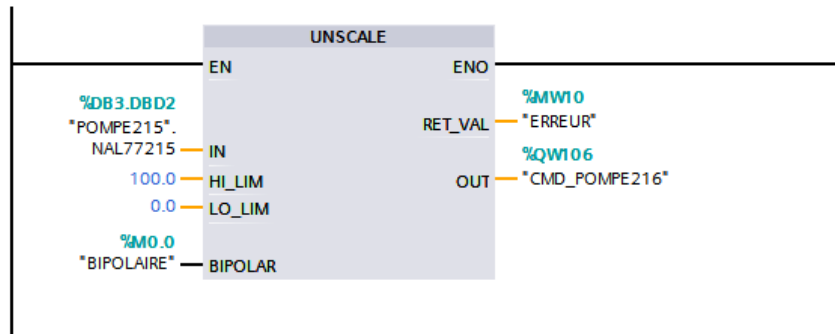 UNSCALE
EN ENO
%DB3.DBD2
"POMPE215".
NAL77215 IN
100.0 HI_LIM
0.0 LO_LIM
%M0.0
"BIPOLAIRE" BIPOLAR
%MW10
RET_VAL "ERREUR"
%QW106
OUT "CMD_POMPE216"